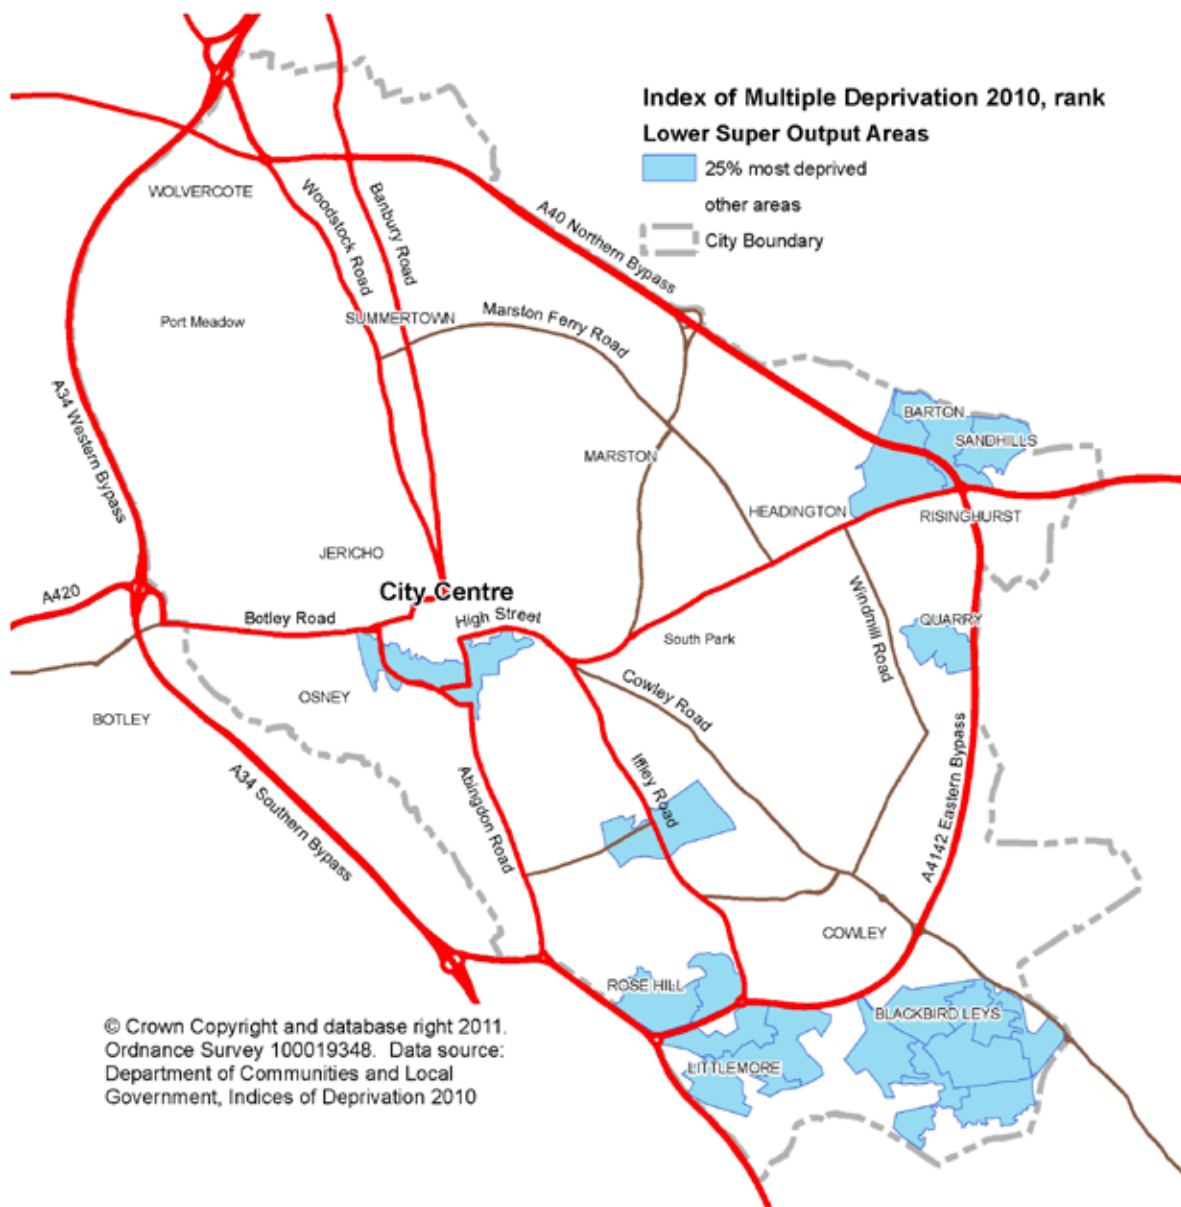 Index of Multiple Deprivation 2010, rank
Lower Super Output Areas
25% most deprived
other areas
City Boundary
WOLVERCOTE
Woodstock Road
Banbury Road
A40 Northern Bypass
Port Meadow
SUMMERTOWN
Marston Ferry Road
A34 Western Bypass
BARTON
SANDHILLS
MARSTON
HEADINGTON
RISINGHURST
JERICHO
City Centre
A420
Botley Road
High Street
Windmill Road
QUARRY
South Park
OSNEY
Cowley Road
BOTLEY
A34 Southern Bypass
Abingdon Road
Iffley Road
A4142 Eastern Bypass
COWLEY
ROSE HILL
BLACKBIRD LEYS
LITTLEMORE
© Crown Copyright and database right 2011.
Ordnance Survey 100019348. Data source:
Department of Communities and Local
Government, Indices of Deprivation 2010